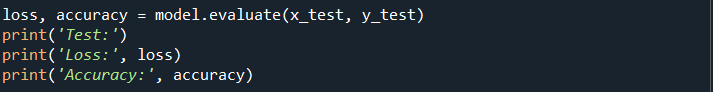 loss, accuracy = model.evaluate(x_test, y_test)
print('Test:')
print('Loss:', loss)
print('Accuracy:', accuracy)